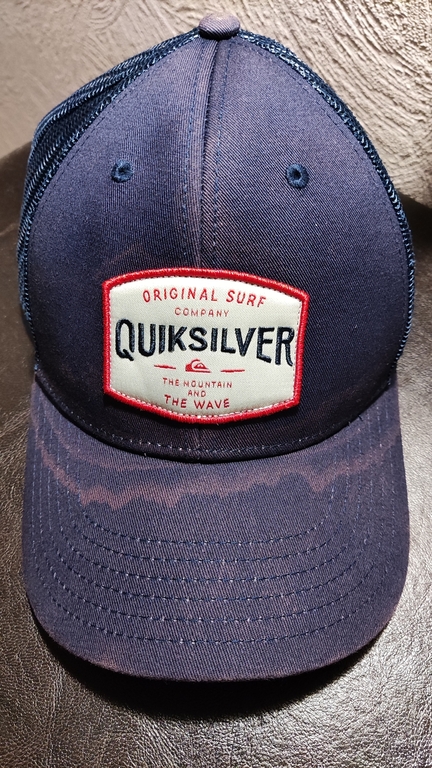 ORIGINAL SURF
COMPANY
QUIKSILVER
THE MOUNTAIN
AND
THE WAVE